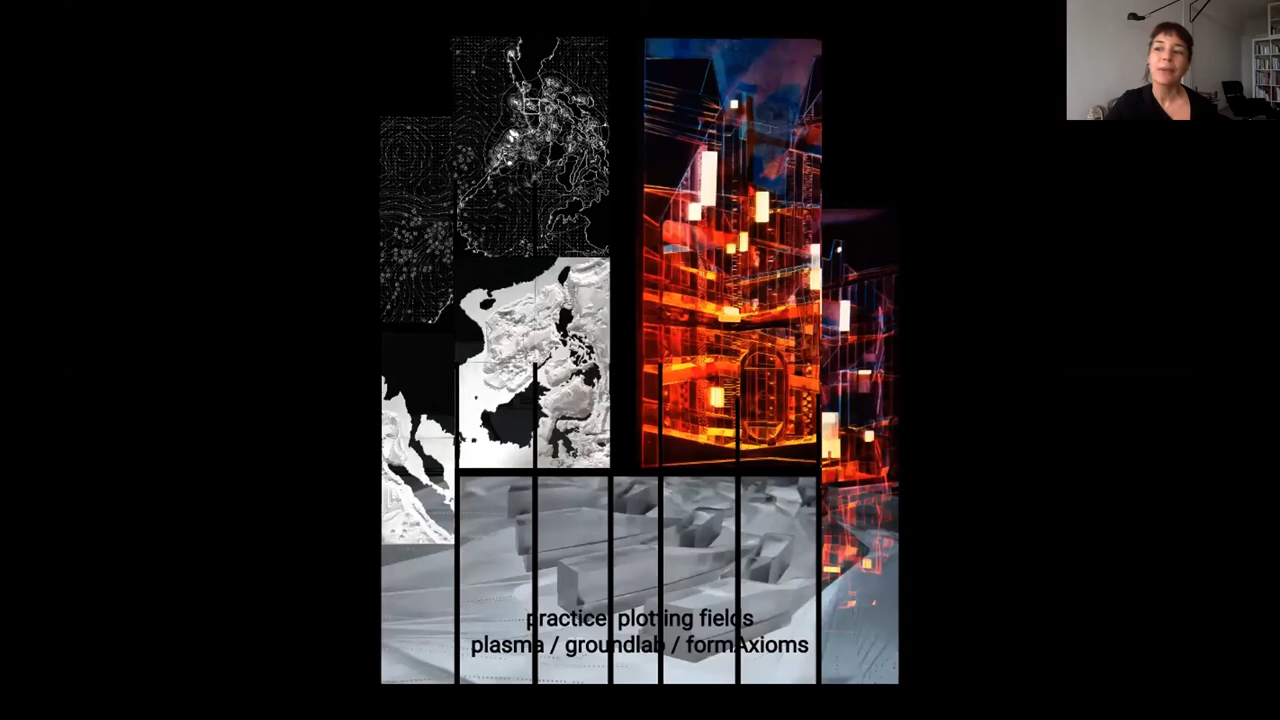 practice: plotting fields
plasma / groundlab / formAxioms